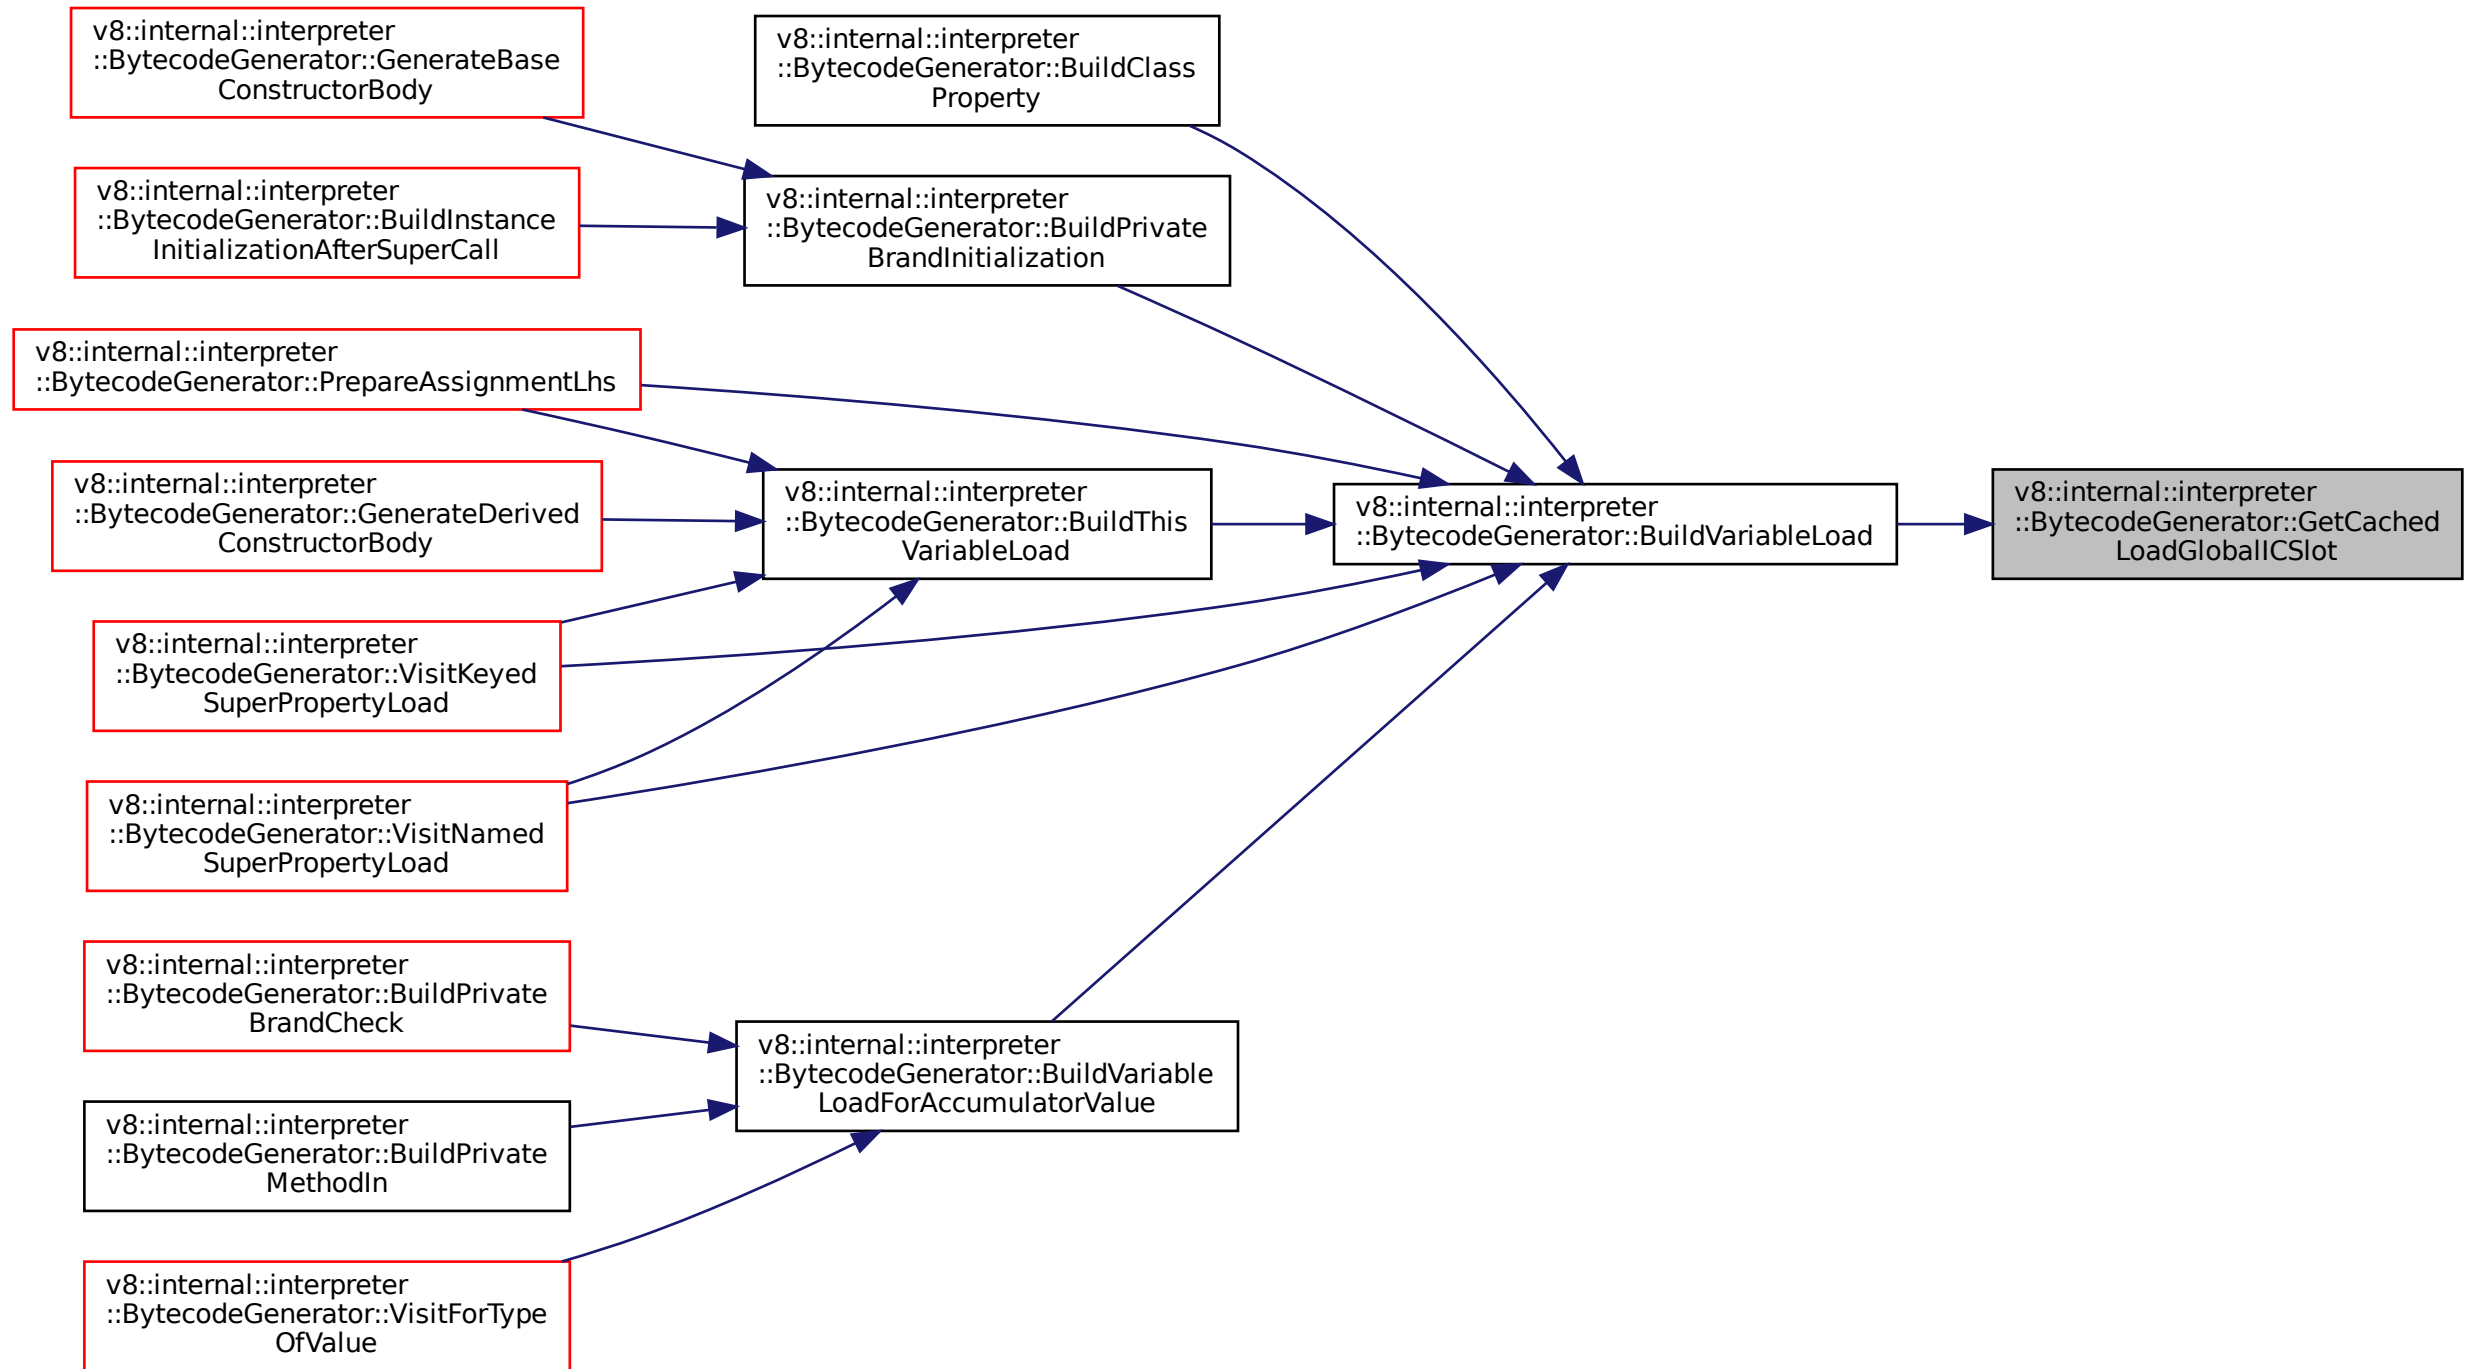 v8::internal::interpreter
::BytecodeGenerator::GenerateBase
ConstructorBody
v8::internal::interpreter
::BytecodeGenerator::BuildInstance
InitializationAfterSuperCall
v8::internal::interpreter
::BytecodeGenerator::PrepareAssignmentLhs
v8::internal::interpreter
::BytecodeGenerator::GenerateDerived
ConstructorBody
v8::internal::interpreter
::BytecodeGenerator::VisitKeyed
SuperPropertyLoad
v8::internal::interpreter
::BytecodeGenerator::VisitNamed
SuperPropertyLoad
v8::internal::interpreter
::BytecodeGenerator::BuildPrivate
BrandCheck
v8::internal::interpreter
::BytecodeGenerator::BuildPrivate
MethodIn
v8::internal::interpreter
::BytecodeGenerator::VisitForType
OfValue
v8::internal::interpreter
::BytecodeGenerator::BuildClass
Property
v8::internal::interpreter
::BytecodeGenerator::BuildPrivate
BrandInitialization
v8::internal::interpreter
::BytecodeGenerator::BuildThis
VariableLoad
v8::internal::interpreter
::BytecodeGenerator::BuildVariable
LoadForAccumulatorValue
v8::internal::interpreter
::BytecodeGenerator::BuildVariableLoad
v8::internal::interpreter
::BytecodeGenerator::GetCached
LoadGlobalICSlot